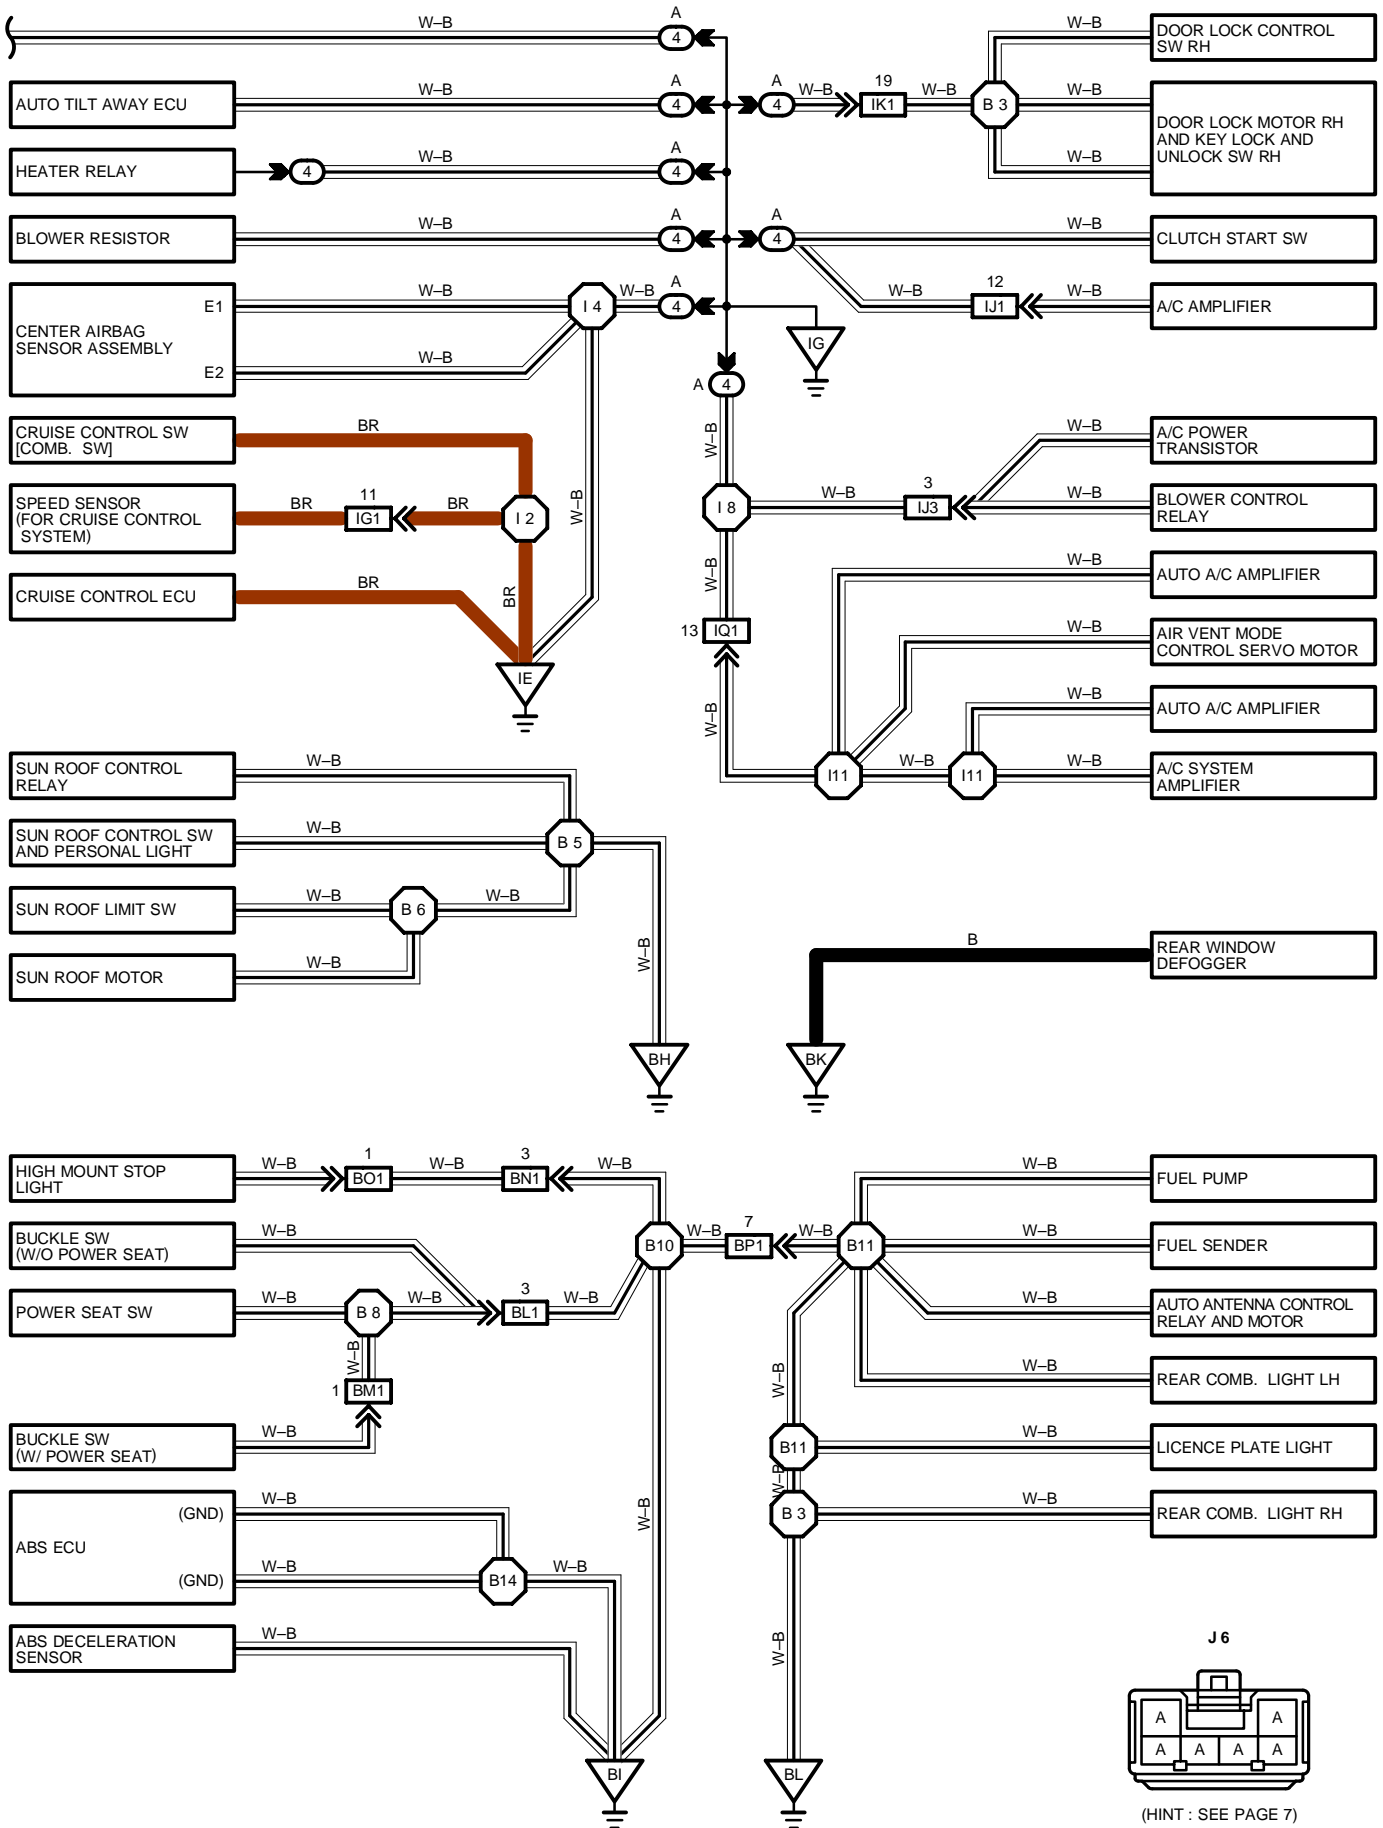 W–B
A
4
W–B
DOOR LOCK CONTROL
SW RH
AUTO TILT AWAY ECU
W–B
A
4
A
4
W–B
19
IK1
W–B
B 3
W–B
DOOR LOCK MOTOR RH
AND KEY LOCK AND
UNLOCK SW RH
W–B
HEATER RELAY
4
W–B
A
4
BLOWER RESISTOR
W–B
A
4
A
4
W–B
CLUTCH START SW
CENTER AIRBAG
SENSOR ASSEMBLY
E1
W–B
I 4
W–B
A
4
W–B
12
IJ1
W–B
A/C AMPLIFIER
E2
W–B
IG
A
4
CRUISE CONTROL SW
[COMB. SW]
BR
W–B
W–B
A/C POWER
TRANSISTOR
SPEED SENSOR
(FOR CRUISE CONTROL
SYSTEM)
BR
11
IG1
BR
I 2
W–B
I 8
W–B
3
IJ3
W–B
BLOWER CONTROL
RELAY
CRUISE CONTROL ECU
BR
BR
W–B
W–B
AUTO A/C AMPLIFIER
13
IQ1
W–B
AIR VENT MODE
CONTROL SERVO MOTOR
IE
W–B
W–B
AUTO A/C AMPLIFIER
SUN ROOF CONTROL
RELAY
W–B
I11
W–B
I11
W–B
A/C SYSTEM
AMPLIFIER
SUN ROOF CONTROL SW
AND PERSONAL LIGHT
W–B
B 5
SUN ROOF LIMIT SW
W–B
B 6
W–B
SUN ROOF MOTOR
W–B
W–B
B
REAR WINDOW
DEFOGGER
BH
BK
HIGH MOUNT STOP
LIGHT
W–B
1
BO1
W–B
3
BN1
W–B
W–B
FUEL PUMP
BUCKLE SW
(W/O POWER SEAT)
W–B
B10
W–B
7
BP1
W–B
B11
W–B
FUEL SENDER
POWER SEAT SW
W–B
B 8
W–B
3
BL1
W–B
W–B
AUTO ANTENNA CONTROL
RELAY AND MOTOR
W–B
1
BM1
W–B
W–B
REAR COMB. LIGHT LH
BUCKLE SW
(W/ POWER SEAT)
W–B
B11
W–B
LICENCE PLATE LIGHT
W–B
ABS ECU
(GND)
W–B
W–B
B 3
W–B
REAR COMB. LIGHT RH
(GND)
W–B
B14
W–B
ABS DECELERATION
SENSOR
W–B
W–B
BI
BL
J 6
A
A
A
A
A
A
(HINT : SEE PAGE 7)